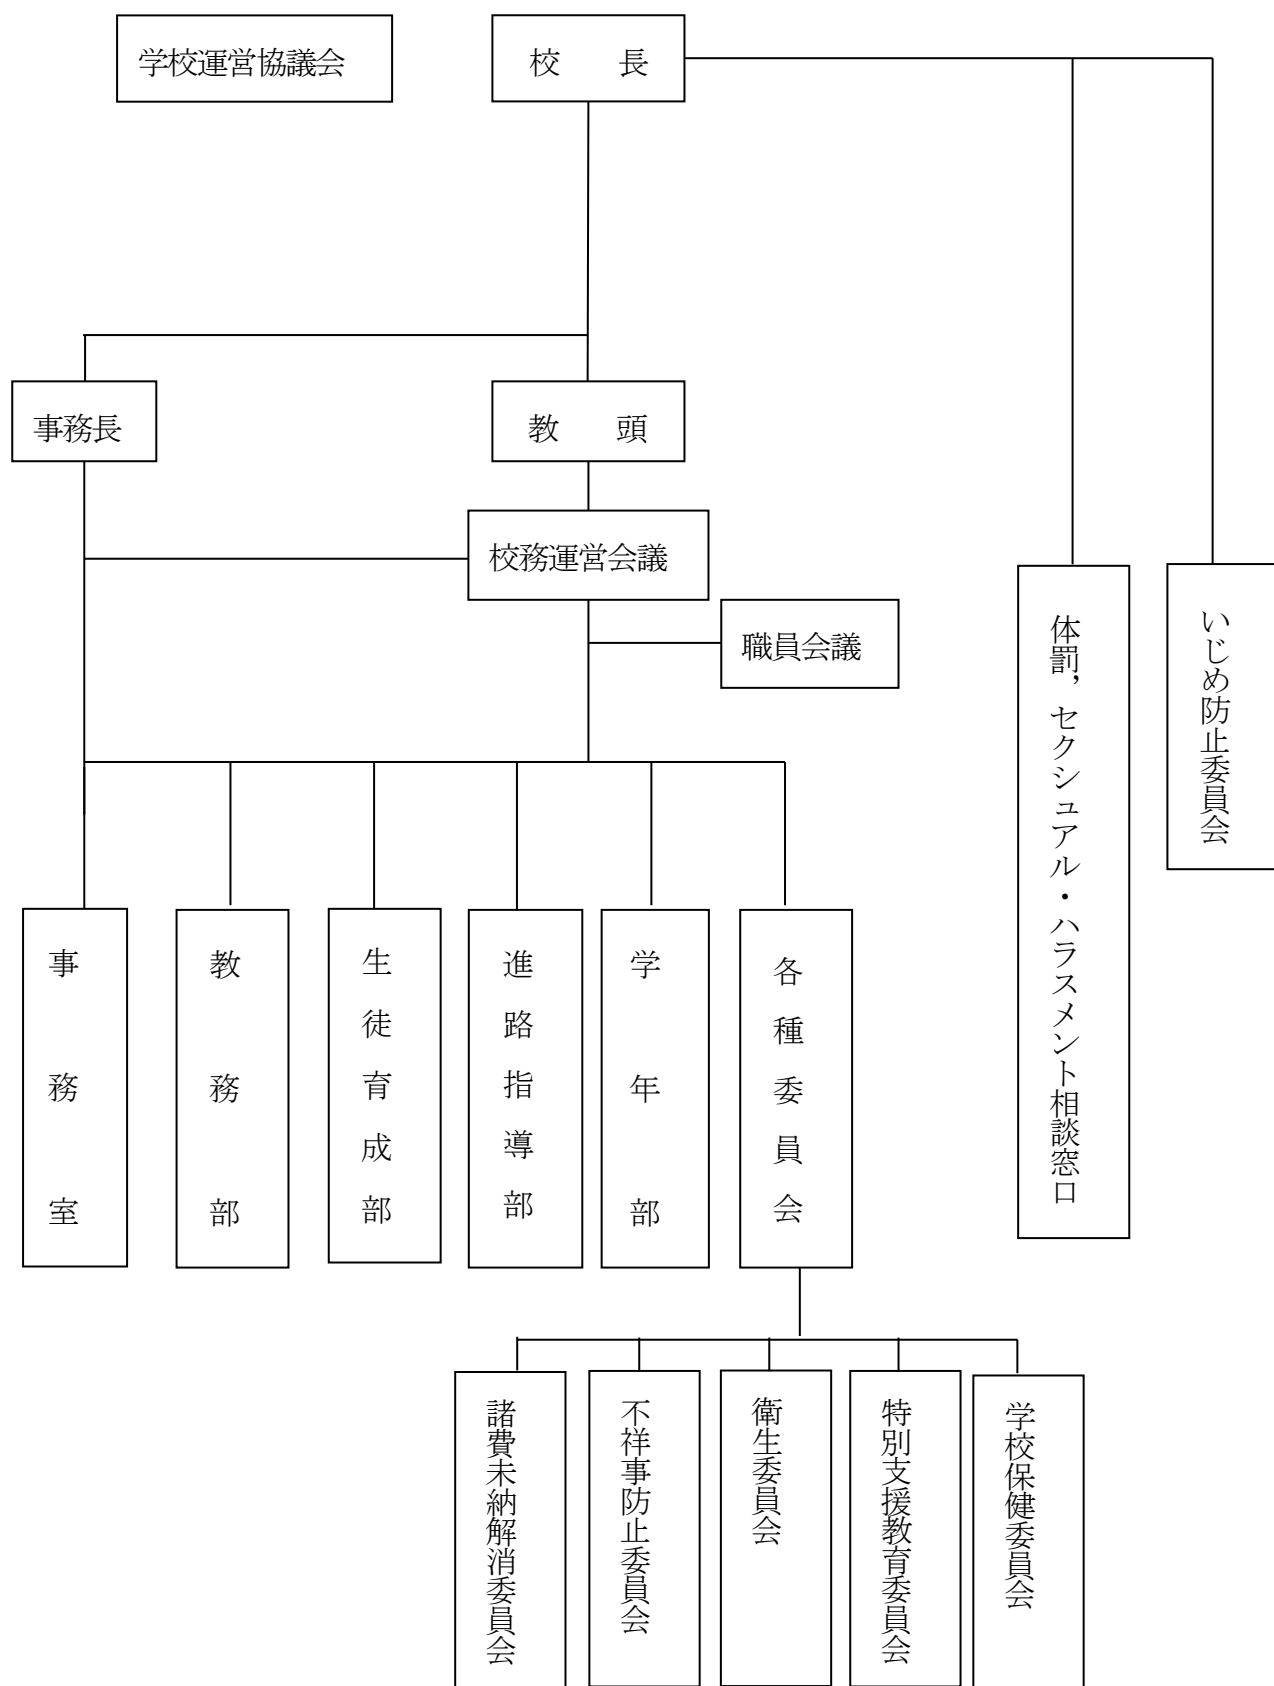 学校運営協議会
校　長
事務長
教　頭
校務運営会議
職員会議
体罰，セクシュアル・ハラスメント相談窓口
いじめ防止委員会
事務室
教務部
生徒育成部
進路指導部
学年部
各種委員会
諸費未納解消委員会
不祥事防止委員会
衛生委員会
特別支援教育委員会
学校保健委員会